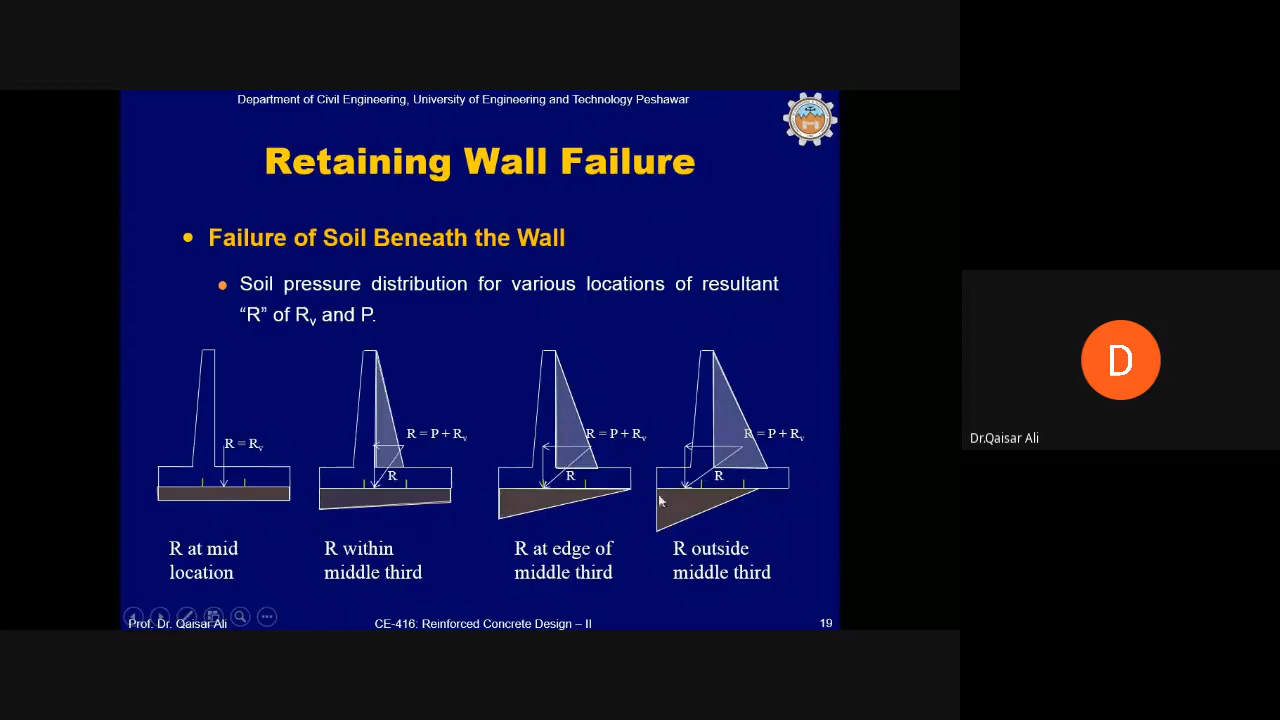 Department of Civil Engineering, University of Engineering and Technology Peshawar
Retaining Wall Failure
• Failure of Soil Beneath the Wall
• Soil pressure distribution for various locations of resultant
“R” of Rv and P.
R = Rv
R = P + Rv
R
R = P + Rv
R
R = P + Rv
R
R at mid
location
R within
middle third
R at edge of
middle third
R outside
middle third
Prof. Dr. Qaisar Ali
CE-416: Reinforced Concrete Design – II
19
D
Dr.Qaisar Ali